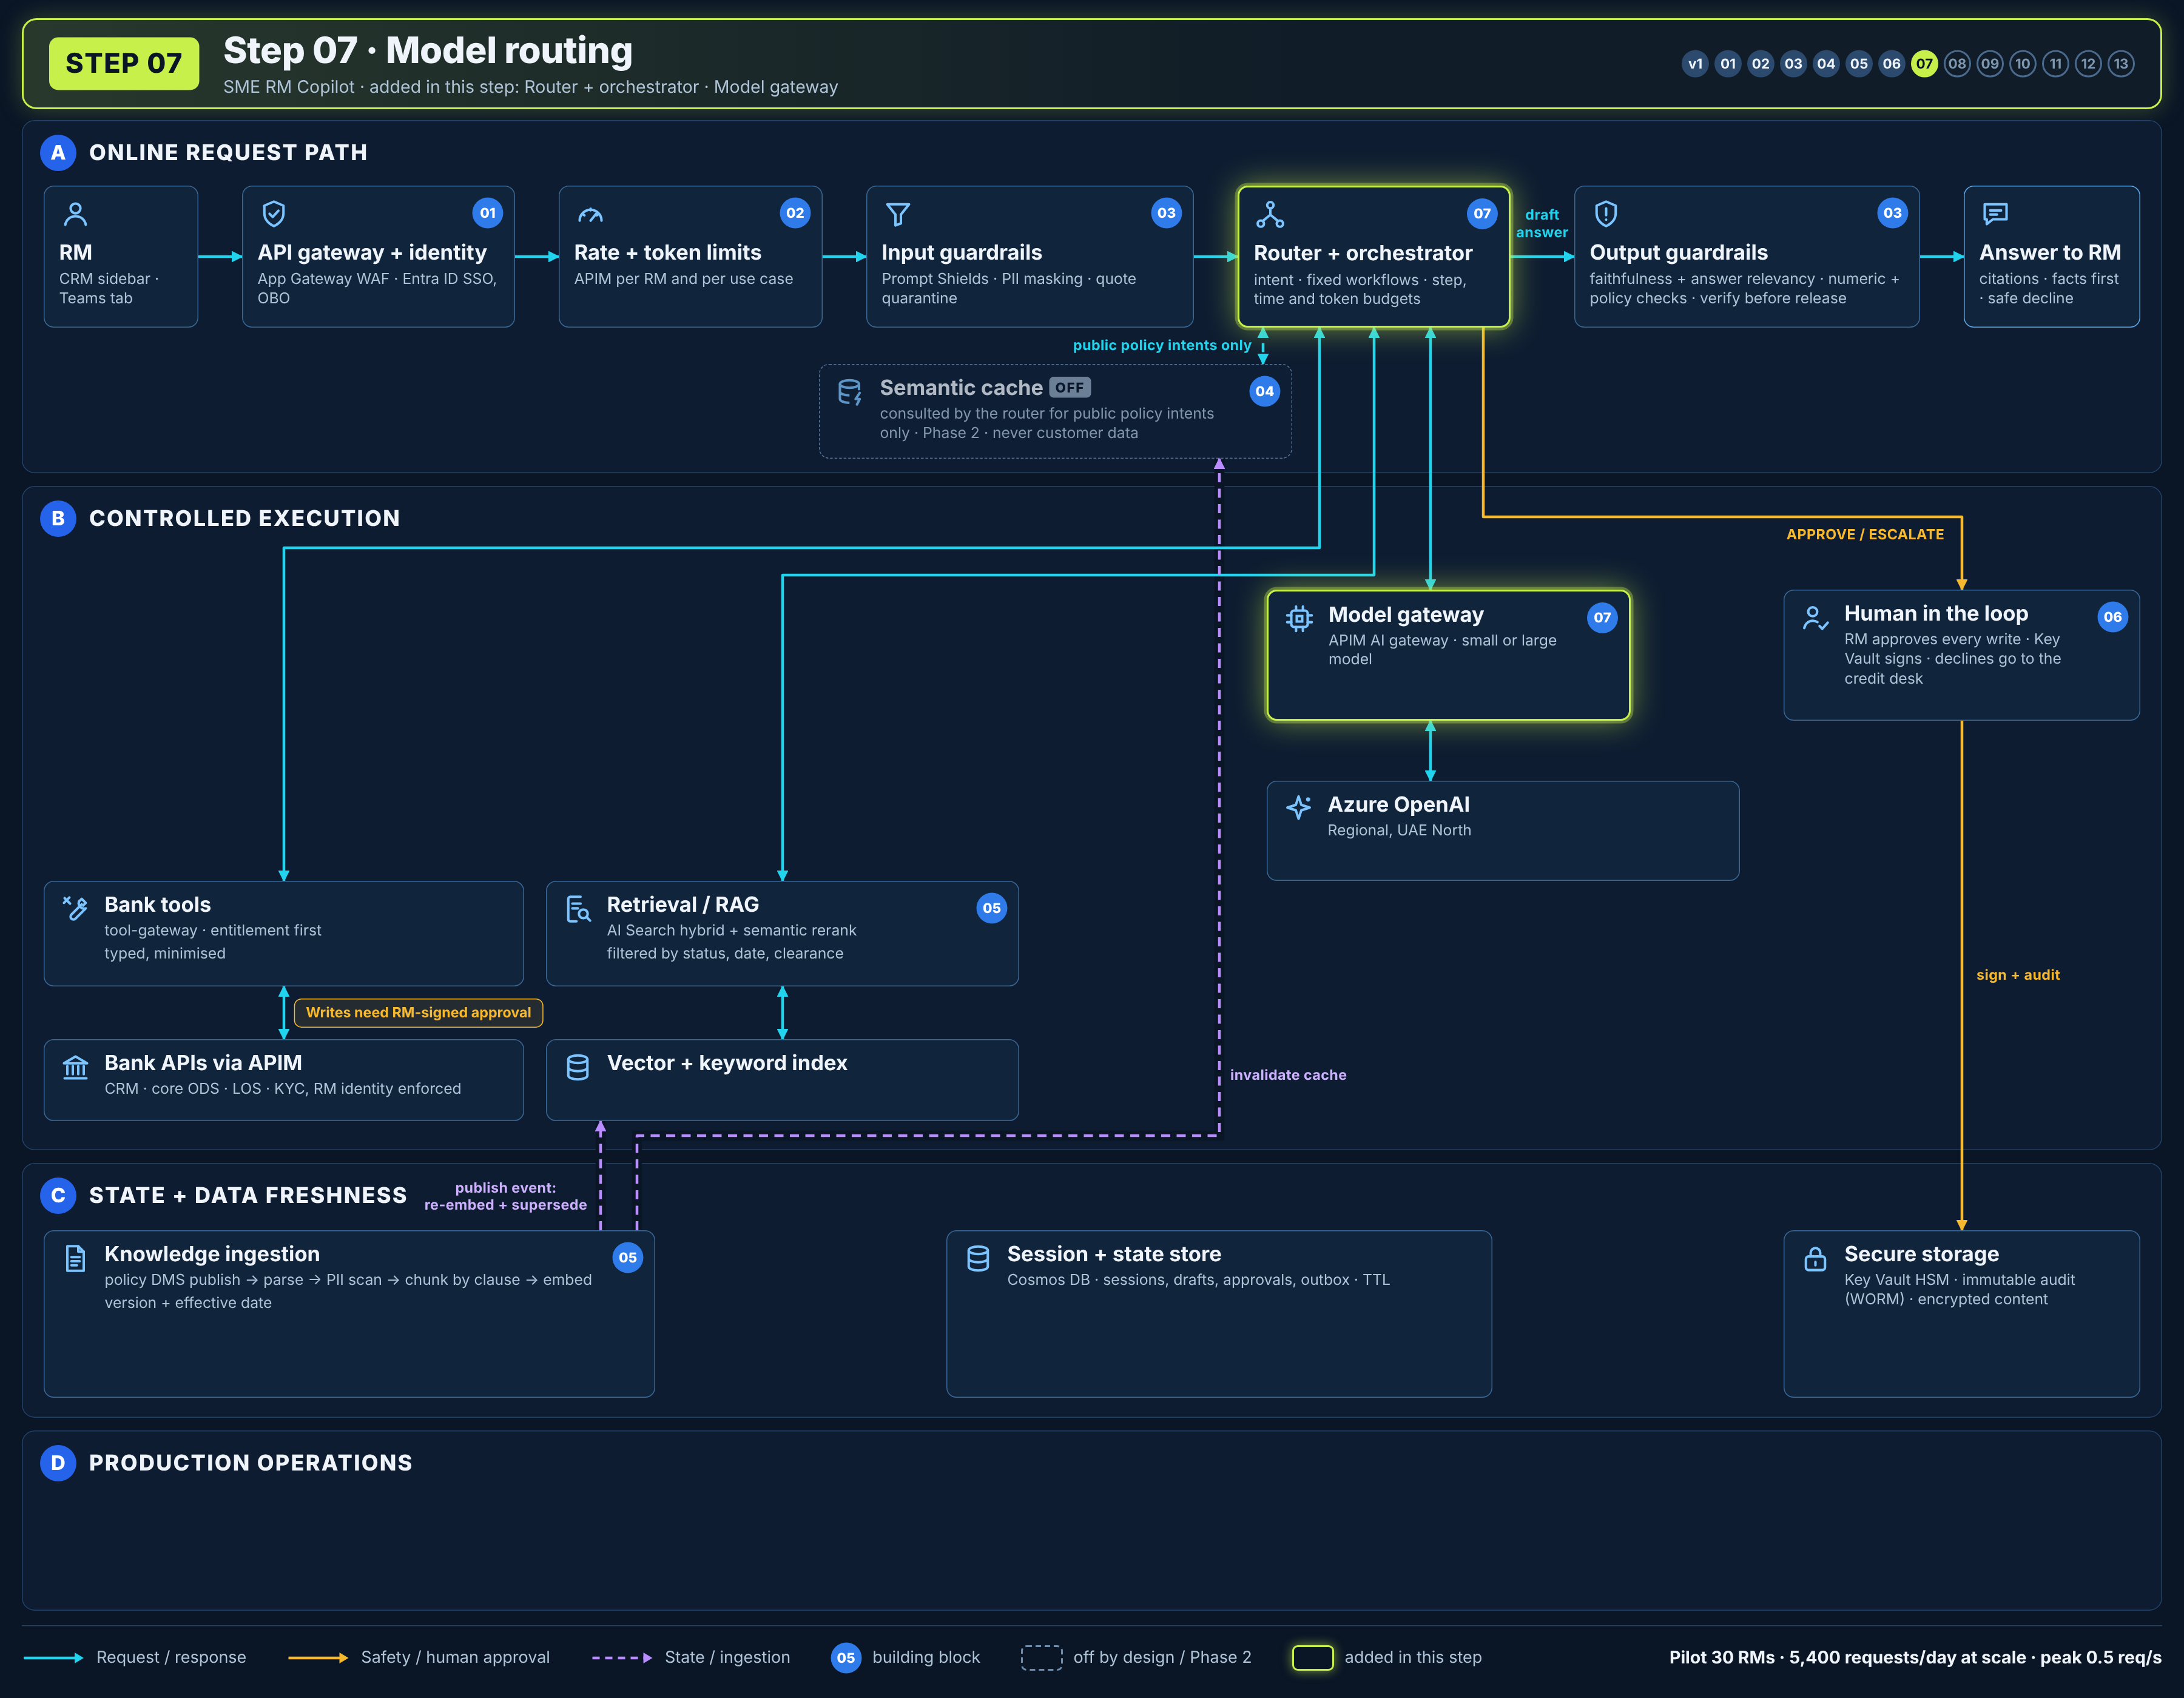 STEP 07
Step 07 · Model routing
SME RM Copilot · added in this step: Router + orchestrator · Model gateway
v1 01 02 03 04 05 06 07 08 09 10 11 12 13
A ONLINE REQUEST PATH
RM
CRM sidebar ·
Teams tab
01
API gateway + identity
App Gateway WAF · Entra ID SSO,
OBO
02
Rate + token limits
APIM per RM and per use case
03
Input guardrails
Prompt Shields · PII masking · quote
quarantine
07
Router + orchestrator
intent · fixed workflows · step,
time and token budgets
draft
answer
03
Output guardrails
faithfulness + answer relevancy · numeric +
policy checks · verify before release
Answer to RM
citations · facts first
· safe decline
public policy intents only
Semantic cache OFF
04
consulted by the router for public policy intents
only · Phase 2 · never customer data
B CONTROLLED EXECUTION
APPROVE / ESCALATE
Model gateway
07
APIM AI gateway · small or large
model
Human in the loop
06
RM approves every write · Key
Vault signs · declines go to the
credit desk
Azure OpenAI
Regional, UAE North
Bank tools
tool-gateway · entitlement first
typed, minimised
Retrieval / RAG
05
AI Search hybrid + semantic rerank
filtered by status, date, clearance
sign + audit
Writes need RM-signed approval
Bank APIs via APIM
CRM · core ODS · LOS · KYC, RM identity enforced
Vector + keyword index
invalidate cache
C STATE + DATA FRESHNESS
publish event:
re-embed + supersede
Knowledge ingestion
05
policy DMS publish → parse → PII scan → chunk by clause → embed
version + effective date
Session + state store
Cosmos DB · sessions, drafts, approvals, outbox · TTL
Secure storage
Key Vault HSM · immutable audit
(WORM) · encrypted content
D PRODUCTION OPERATIONS
Request / response
Safety / human approval
State / ingestion
05 building block
off by design / Phase 2
added in this step
Pilot 30 RMs · 5,400 requests/day at scale · peak 0.5 req/s